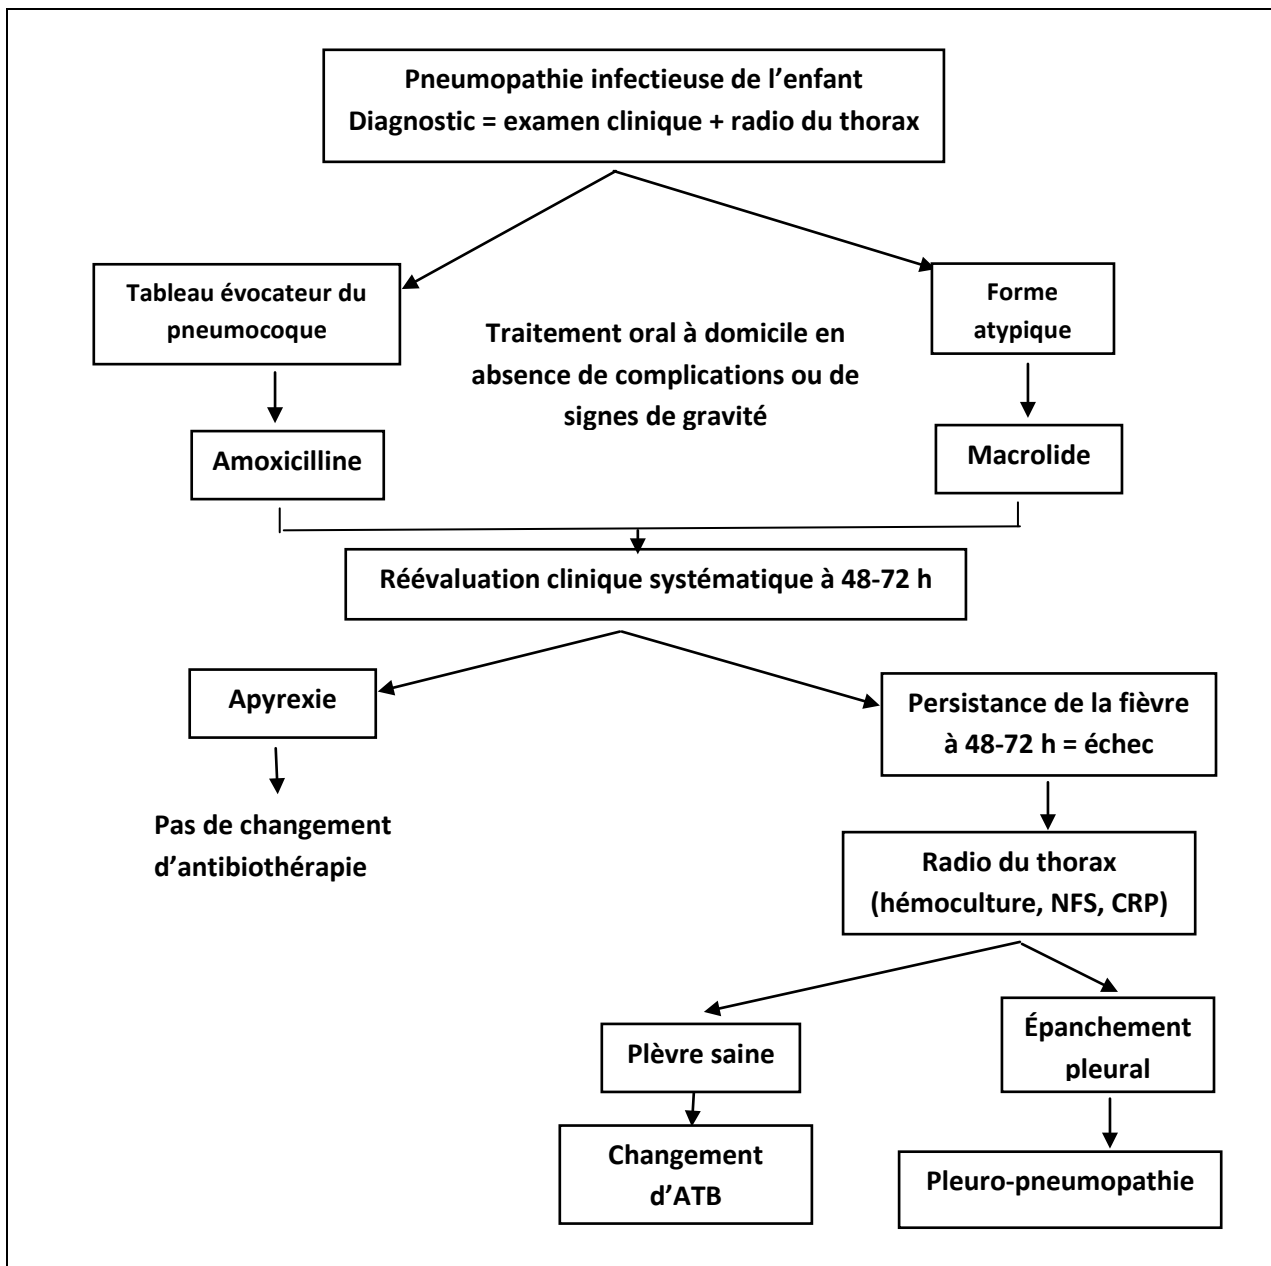 Pneumopathie infectieuse de l’enfant
Diagnostic = examen clinique + radio du thorax
Tableau évocateur du
pneumocoque
Forme
atypique
Traitement oral à domicile en
absence de complications ou de
signes de gravité
Amoxicilline
Macrolide
Réévaluation clinique systématique à 48-72 h
Apyrexie
Persistance de la fièvre
à 48-72 h = échec
Pas de changement
d’antibiothérapie
Radio du thorax
(hémoculture, NFS, CRP)
Plèvre saine
Épanchement
pleural
Changement
d’ATB
Pleuro-pneumopathie